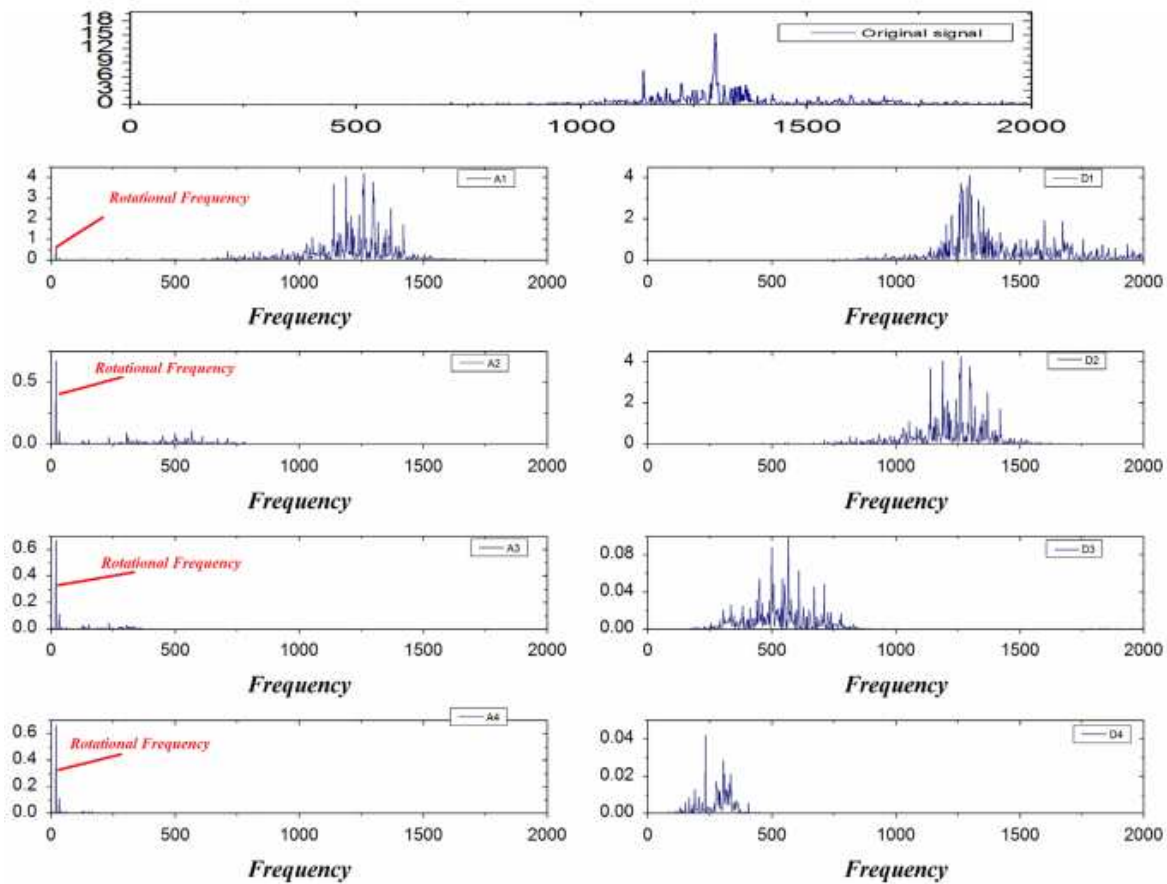 18
15
12
9
6
3
0
Original signal
0 500 1000 1500 2000
4
3
2
1
0
Rotational Frequency
A1
0 500 1000 1500 2000
Frequency
4
2
0
D1
0 500 1000 1500 2000
Frequency
0.5
0.0
Rotational Frequency
A2
0 500 1000 1500 2000
Frequency
4
2
0
D2
0 500 1000 1500 2000
Frequency
0.6
0.4
0.2
0.0
Rotational Frequency
A3
0 500 1000 1500 2000
Frequency
0.08
0.04
0.00
D3
0 500 1000 1500 2000
Frequency
0.6
0.4
0.2
0.0
Rotational Frequency
A4
0 500 1000 1500 2000
Frequency
0.04
0.02
0.00
D4
0 500 1000 1500 2000
Frequency